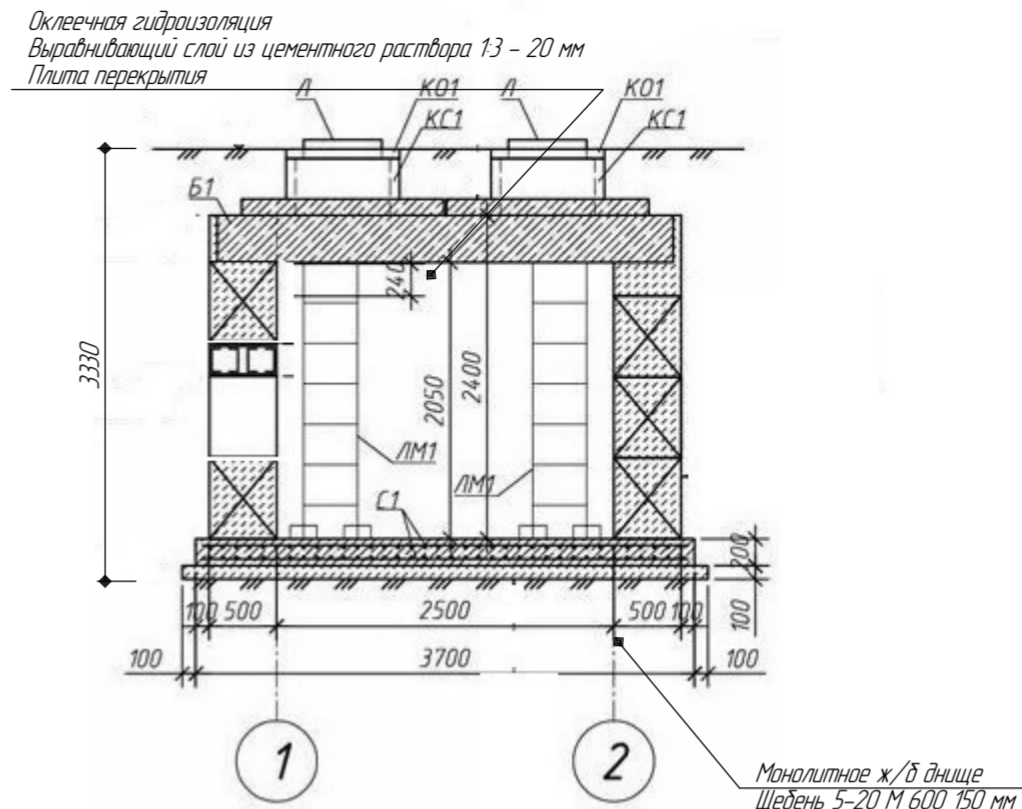 Оклеечная гидроизоляция
Выравнивающий слой из цементного раствора 1:3 – 20 мм
Плита перекрытия
Л КО1 Л КО1
КС1 КС1
Б1
240
3330
2050
2400
ЛМ1
ЛМ1
С1
200
100 500 2500 500 100
100
100 3700 100
1 2
Монолитное ж/б днище
Щебень 5-20 М 600 150 мм